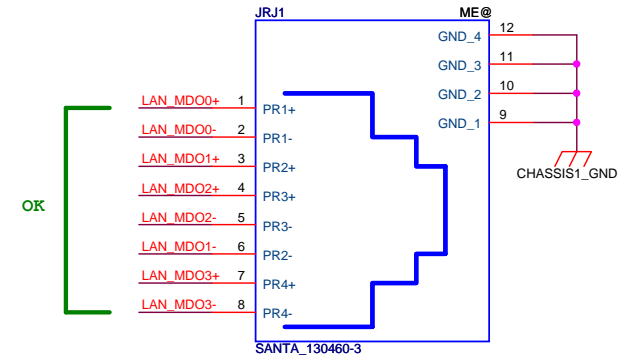 JRJ1 ME@
GND_4 12
GND_3 11
GND_2 10
GND_1 9
CHASSIS1_GND
LAN_MDO0+ 1 PR1+
LAN_MDO0- 2 PR1-
LAN_MDO1+ 3 PR2+
LAN_MDO2+ 4 PR3+
LAN_MDO2- 5 PR3-
LAN_MDO1- 6 PR2-
LAN_MDO3+ 7 PR4+
LAN_MDO3- 8 PR4-
OK
SANTA_130460-3